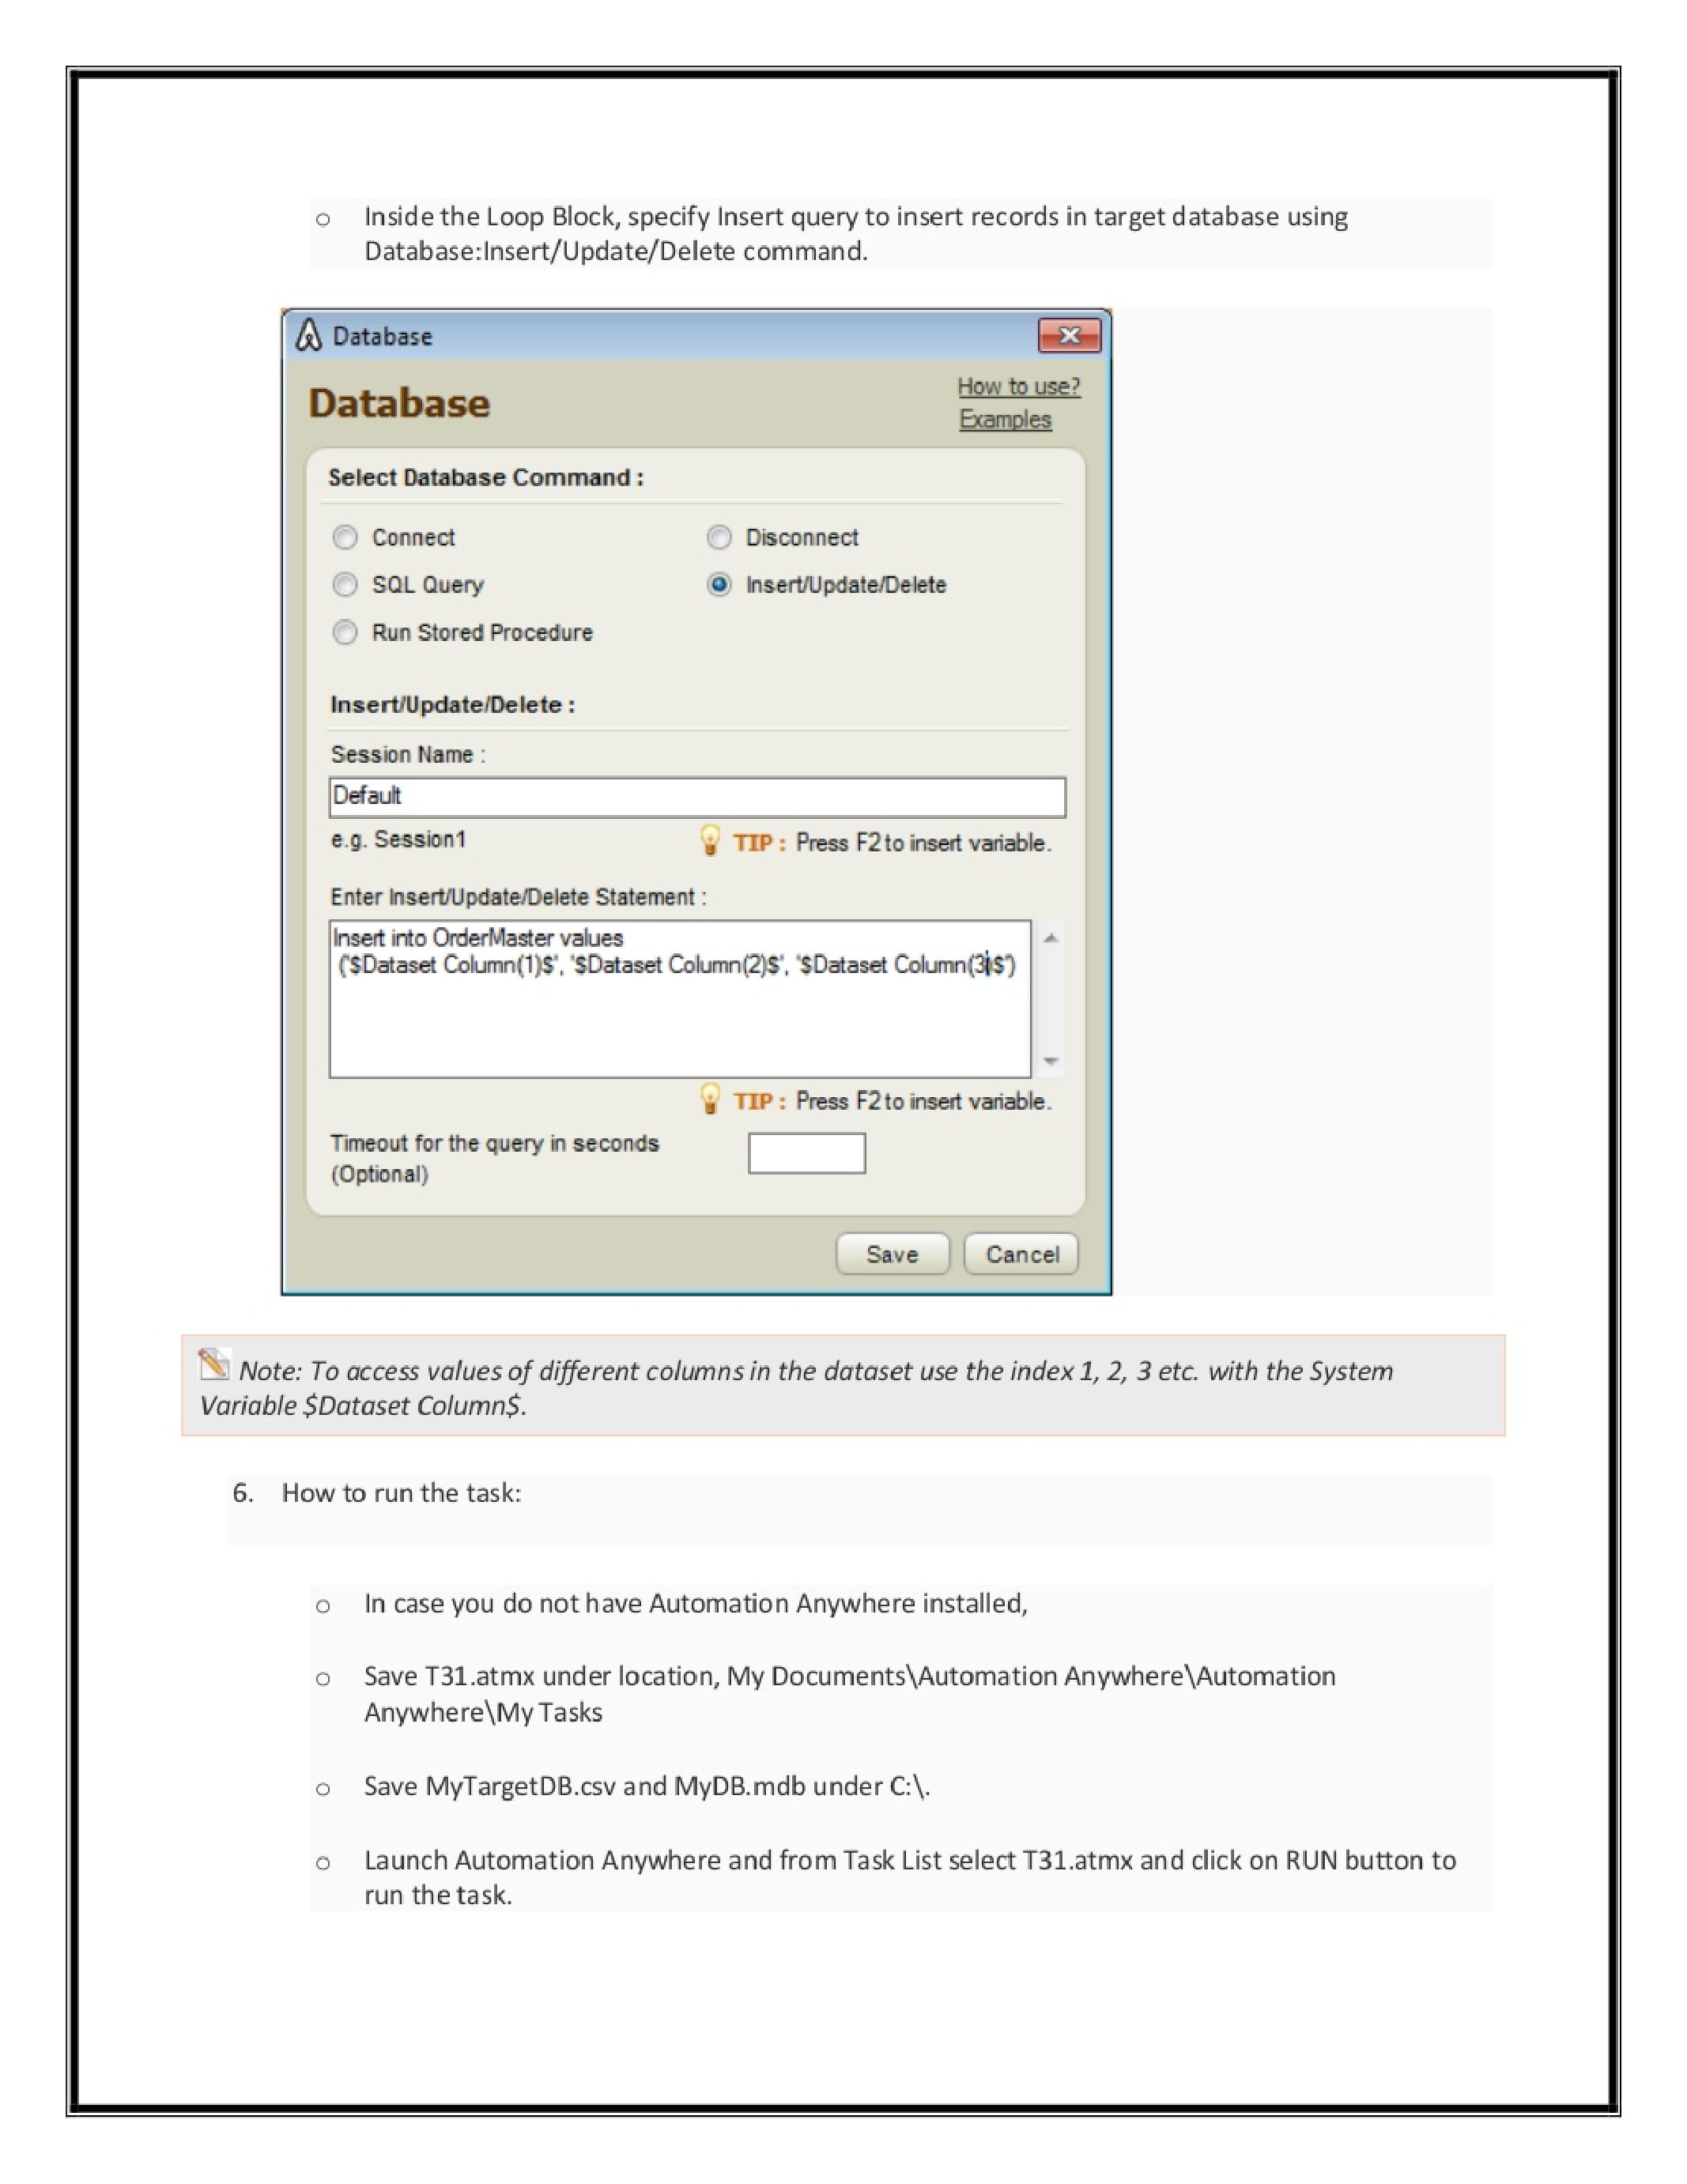 o Inside the Loop Block, specify Insert query to insert records in target database using
Database:Insert/Update/Delete command.
Database
Database
How to use?
Examples
Select Database Command :
Connect
Disconnect
SQL Query
Insert/Update/Delete
Run Stored Procedure
Insert/Update/Delete :
Session Name :
Default
e.g. Session1
TIP : Press F2 to insert variable.
Enter Insert/Update/Delete Statement :
Insert into OrderMaster values
('$Dataset Column(1)$', '$Dataset Column(2)$', '$Dataset Column(3)$')
TIP : Press F2 to insert variable.
Timeout for the query in seconds
(Optional)
Save
Cancel
Note: To access values of different columns in the dataset use the index 1, 2, 3 etc. with the System
Variable $Dataset Column$.
6. How to run the task:
o In case you do not have Automation Anywhere installed,
o Save T31.atmx under location, My Documents\Automation Anywhere\Automation
Anywhere\My Tasks
o Save MyTargetDB.csv and MyDB.mdb under C:\.
o Launch Automation Anywhere and from Task List select T31.atmx and click on RUN button to
run the task.